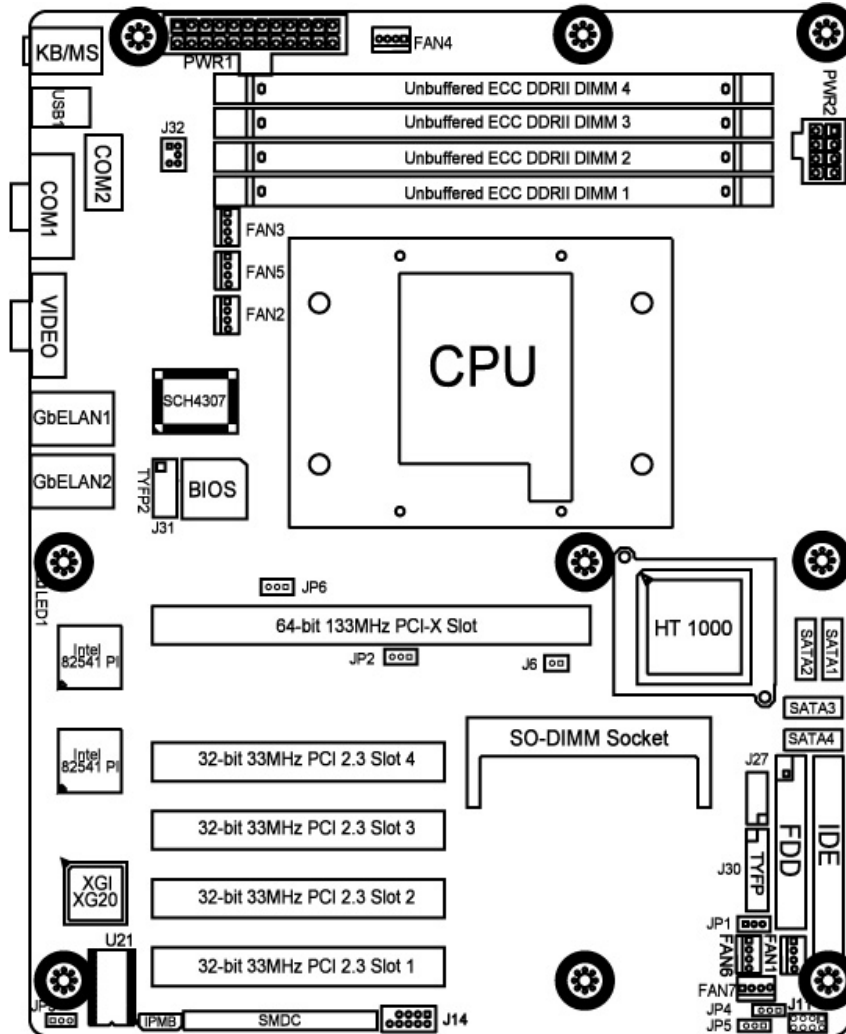 KB/MS
PWR1
FAN4
PWR2
USB1
COM2
J32
Unbuffered ECC DDRII DIMM 4
Unbuffered ECC DDRII DIMM 3
Unbuffered ECC DDRII DIMM 2
Unbuffered ECC DDRII DIMM 1
COM1
FAN3
FAN5
FAN2
VIDEO
CPU
SCH4307
GbELAN1
GbELAN2
TYFP2
BIOS
J31
LED1
JP6
64-bit 133MHz PCI-X Slot
HT 1000
JP2
J6
SATA2
SATA1
Intel
82541 PI
SATA3
SO-DIMM Socket
SATA4
Intel
82541 PI
32-bit 33MHz PCI 2.3 Slot 4
J27
32-bit 33MHz PCI 2.3 Slot 3
FDD
IDE
J30
TYFP
XGI
XG20
32-bit 33MHz PCI 2.3 Slot 2
JP1
U21
32-bit 33MHz PCI 2.3 Slot 1
FAN6
FAN1
FAN7
IPMB
SMDC
J14
JP4
JP5